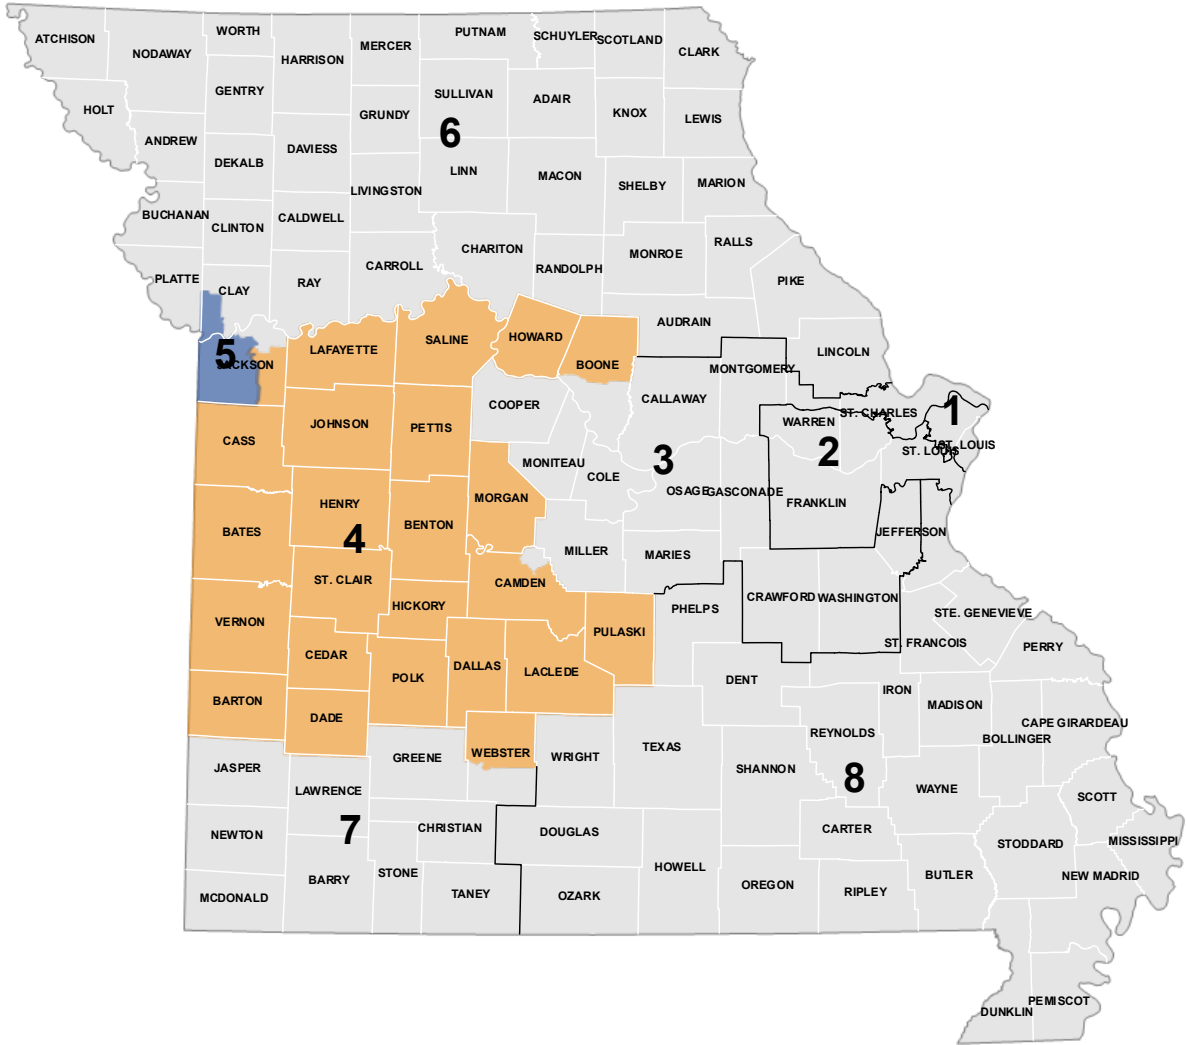 ATCHISON
NODAWAY
WORTH
HARRISON
MERCER
PUTNAM
SCHUYLER
SCOTLAND
CLARK
HOLT
GENTRY
SULLIVAN
ADAIR
KNOX
LEWIS
GRUNDY
6
ANDREW
DEKALB
DAVIESS
LINN
MACON
SHELBY
MARION
LIVINGSTON
BUCHANAN
CLINTON
CALDWELL
CHARITON
RALLS
MONROE
PLATTE
CLAY
RAY
CARROLL
RANDOLPH
PIKE
AUDRAIN
SALINE
HOWARD
LAFAYETTE
5
JACKSON
BOONE
MONTGOMERY
LINCOLN
CALLAWAY
COOPER
ST. CHARLES
1
WARREN
CASS
JOHNSON
PETTIS
2
ST. LOUIS
ST. LOUIS
MONITEAU
COLE
3
HENRY
MORGAN
OSAGE
GASCONADE
FRANKLIN
BATES
4
BENTON
MILLER
MARIES
JEFFERSON
ST. CLAIR
CAMDEN
CRAWFORD
WASHINGTON
HICKORY
PHELPS
STE. GENEVIEVE
VERNON
PULASKI
ST. FRANCOIS
PERRY
CEDAR
POLK
DALLAS
LACLEDE
DENT
IRON
BARTON
DADE
MADISON
CAPE GIRARDEAU
REYNOLDS
BOLLINGER
JASPER
GREENE
WEBSTER
WRIGHT
TEXAS
SHANNON
8
WAYNE
LAWRENCE
SCOTT
NEWTON
7
CHRISTIAN
DOUGLAS
CARTER
STODDARD
MISSISSIPPI
MCDONALD
BARRY
STONE
TANEY
OZARK
HOWELL
OREGON
RIPLEY
BUTLER
NEW MADRID
DUNKLIN
PEMISCOT